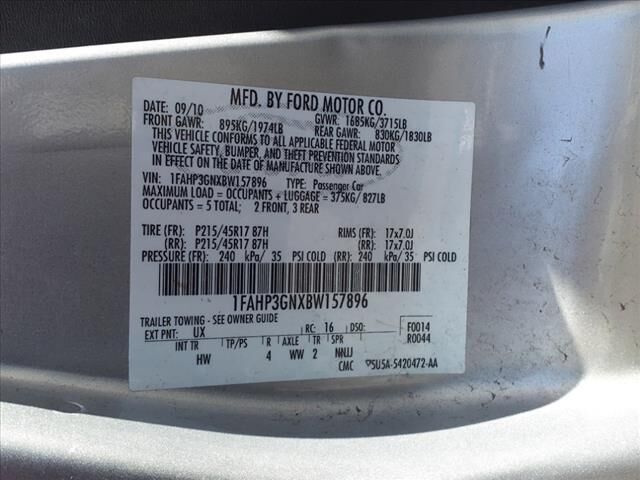 MFD. BY FORD MOTOR CO.
DATE: 09/10 GVWR: 1685KG/3715LB
FRONT GAWR: 895KG/1974LB REAR GAWR: 830KG/1830LB
THIS VEHICLE CONFORMS TO ALL APPLICABLE FEDERAL MOTOR
VEHICLE SAFETY, BUMPER, AND THEFT PREVENTION STANDARDS
IN EFFECT ON THE DATE OF MANUFACTURE SHOWN ABOVE.
VIN: 1FAHP3GNXBW157896 TYPE: Passenger Car
MAXIMUM LOAD = OCCUPANTS + LUGGAGE = 375KG/ 827LB
OCCUPANTS = 5 TOTAL; 2 FRONT, 3 REAR
TIRE (FR): P215/45R17 87H RIMS (FR): 17x7.0J
(RR): P215/45R17 87H (RR): 17x7.0J
PRESSURE (FR): 240 kPa/ 35 PSI COLD (RR): 240 kPa/ 35 PSI COLD
1FAHP3GNXBW157896
TRAILER TOWING - SEE OWNER GUIDE
EXT PNT: UX RC: 16 DSO: F0014
R0044
INT TR TP/PS R AXLE TR SPR
HW 4 WW 2 NNJJ
CMC 5U5A-5420472-AA